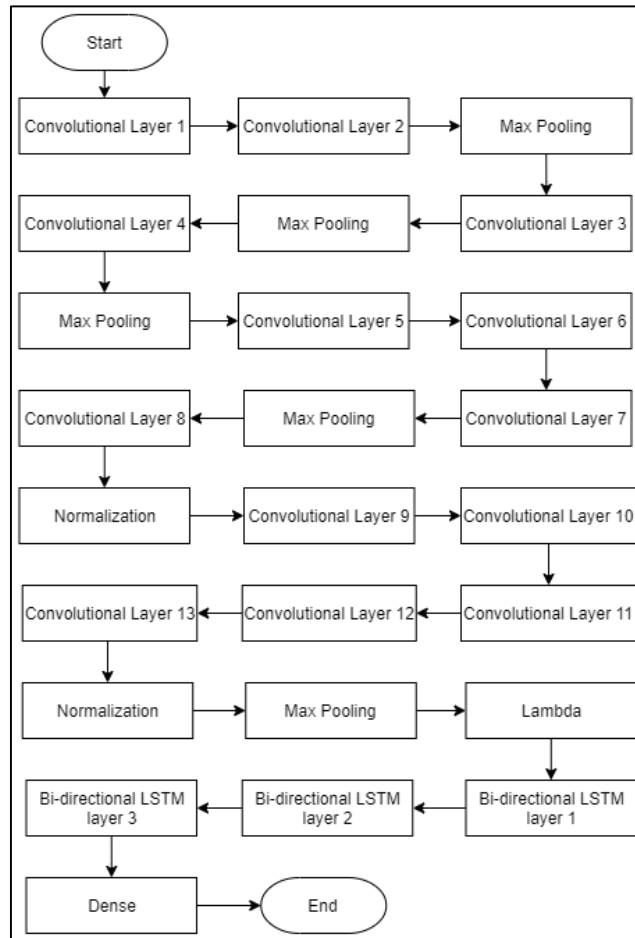 Start
Convolutional Layer 1
Convolutional Layer 2
Max Pooling
Convolutional Layer 3
Max Pooling
Convolutional Layer 4
Max Pooling
Convolutional Layer 5
Convolutional Layer 6
Convolutional Layer 7
Max Pooling
Convolutional Layer 8
Normalization
Convolutional Layer 9
Convolutional Layer 10
Convolutional Layer 11
Convolutional Layer 12
Convolutional Layer 13
Normalization
Max Pooling
Lambda
Bi-directional LSTM
layer 1
Bi-directional LSTM
layer 2
Bi-directional LSTM
layer 3
Dense
End